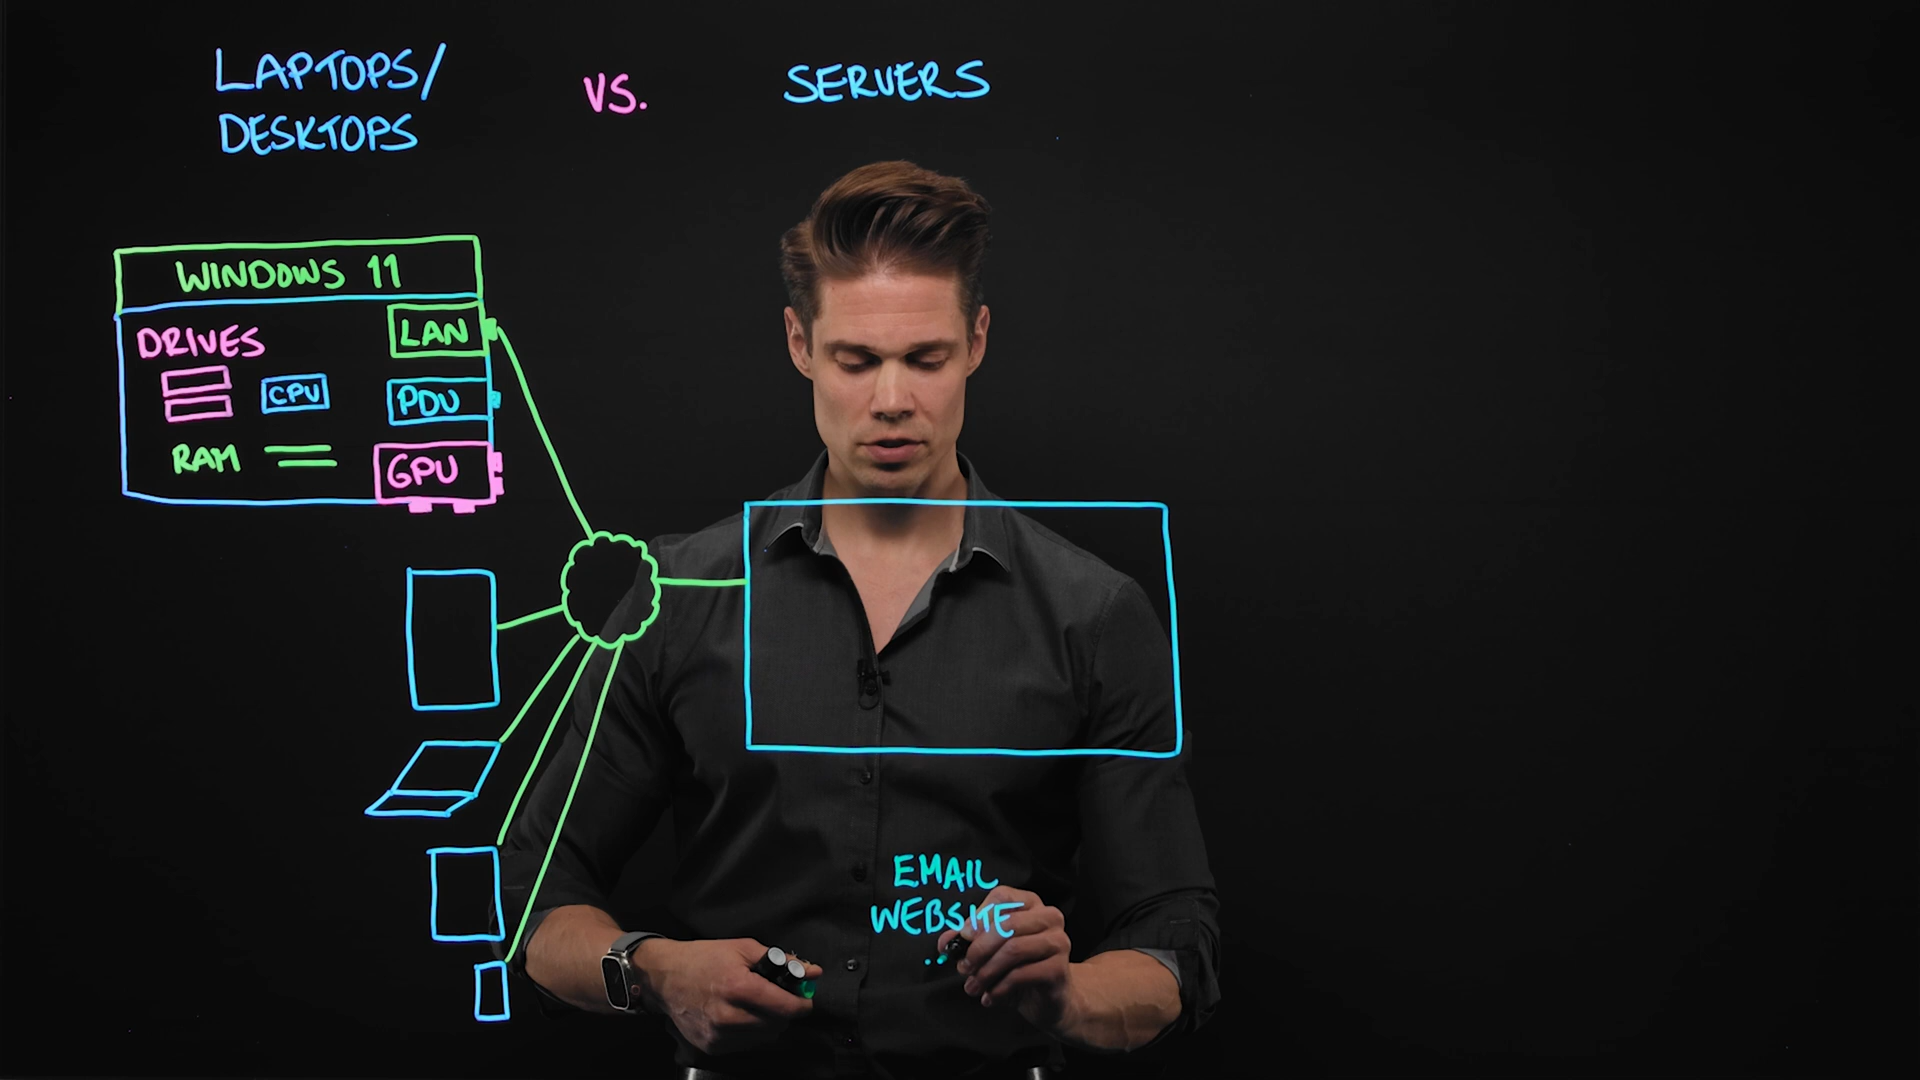 LAPTOPS/
DESKTOPS
VS.
SERVERS
WINDOWS 11
DRIVES
LAN
CPU
PDU
RAM
GPU
EMAIL
WEBSITE
..